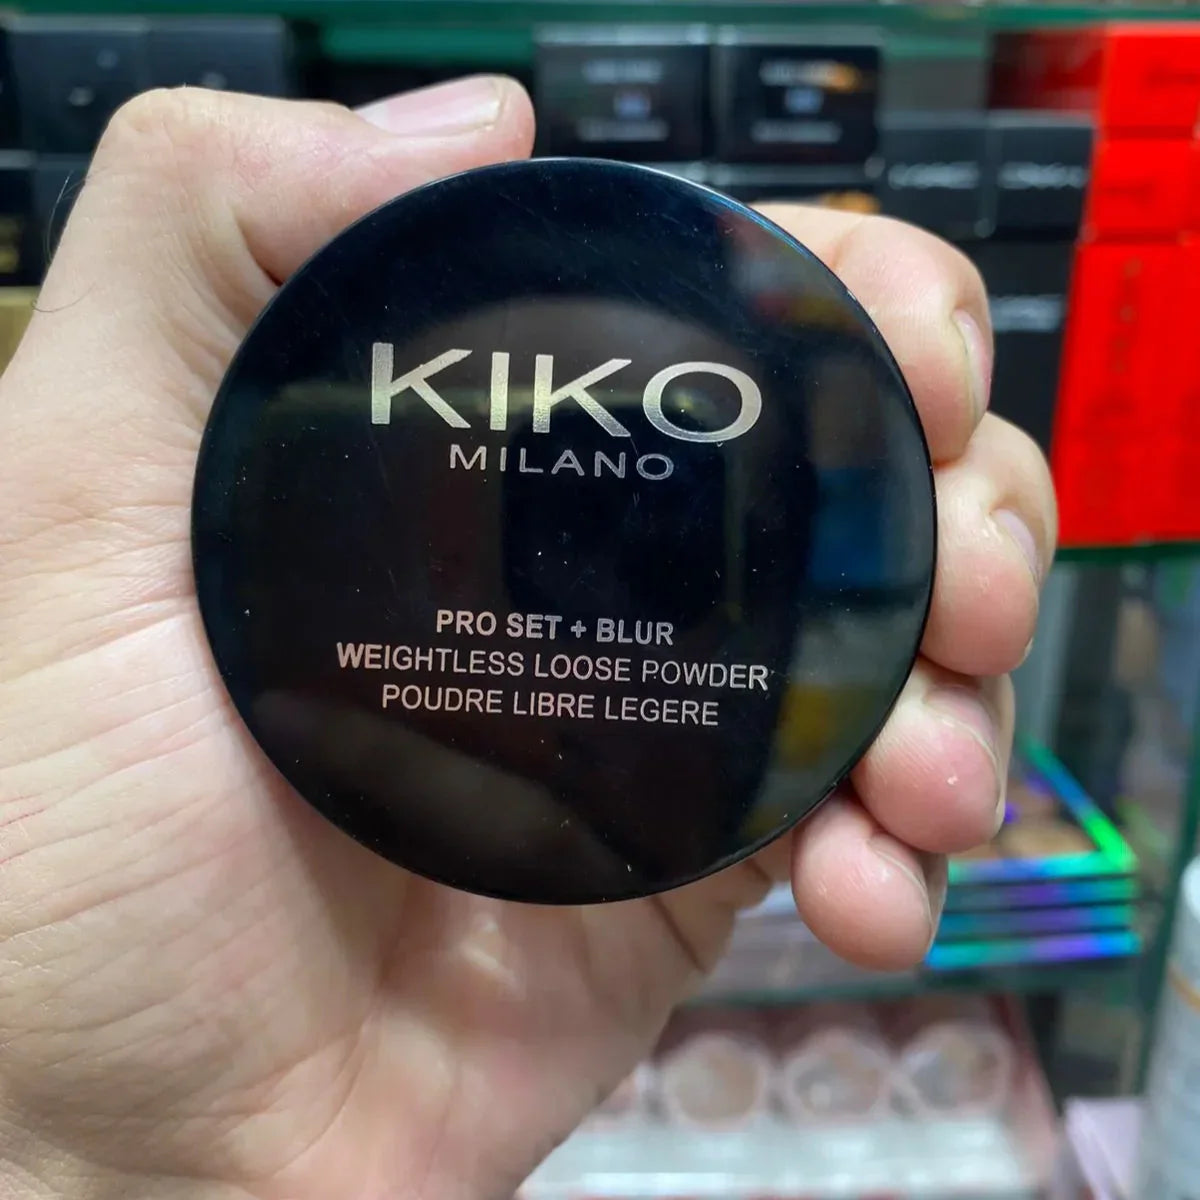 KIKO
MILANO
PRO SET + BLUR
WEIGHTLESS LOOSE POWDER
POUDRE LIBRE LEGERE